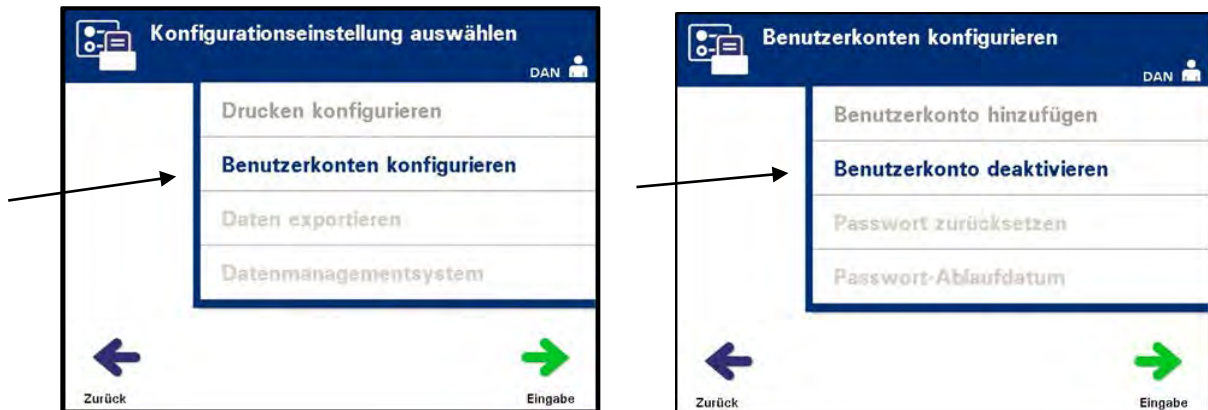 Konfigurationseinstellung auswählen
DAN
Drucken konfigurieren
Benutzerkonten konfigurieren
Daten exportieren
Datenmanagementsystem
Zurück
Eingabe
Benutzerkonten konfigurieren
DAN
Benutzerkonto hinzufügen
Benutzerkonto deaktivieren
Passwort zurücksetzen
Passwort-Ablaufdatum
Zurück
Eingabe